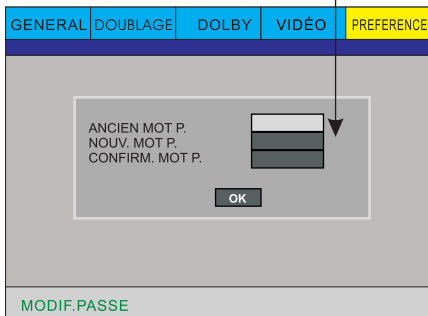 GENERAL DOUBLAGE DOLBY VIDÉO PREFERENCE
ANCIEN MOT P.
NOUV. MOT P.
CONFIRM. MOT P.
OK
MODIF.PASSE